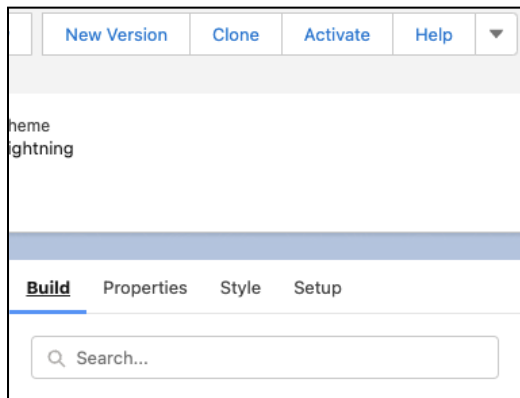 New Version Clone Activate Help
heme
ightning
Build Properties Style Setup
Search...